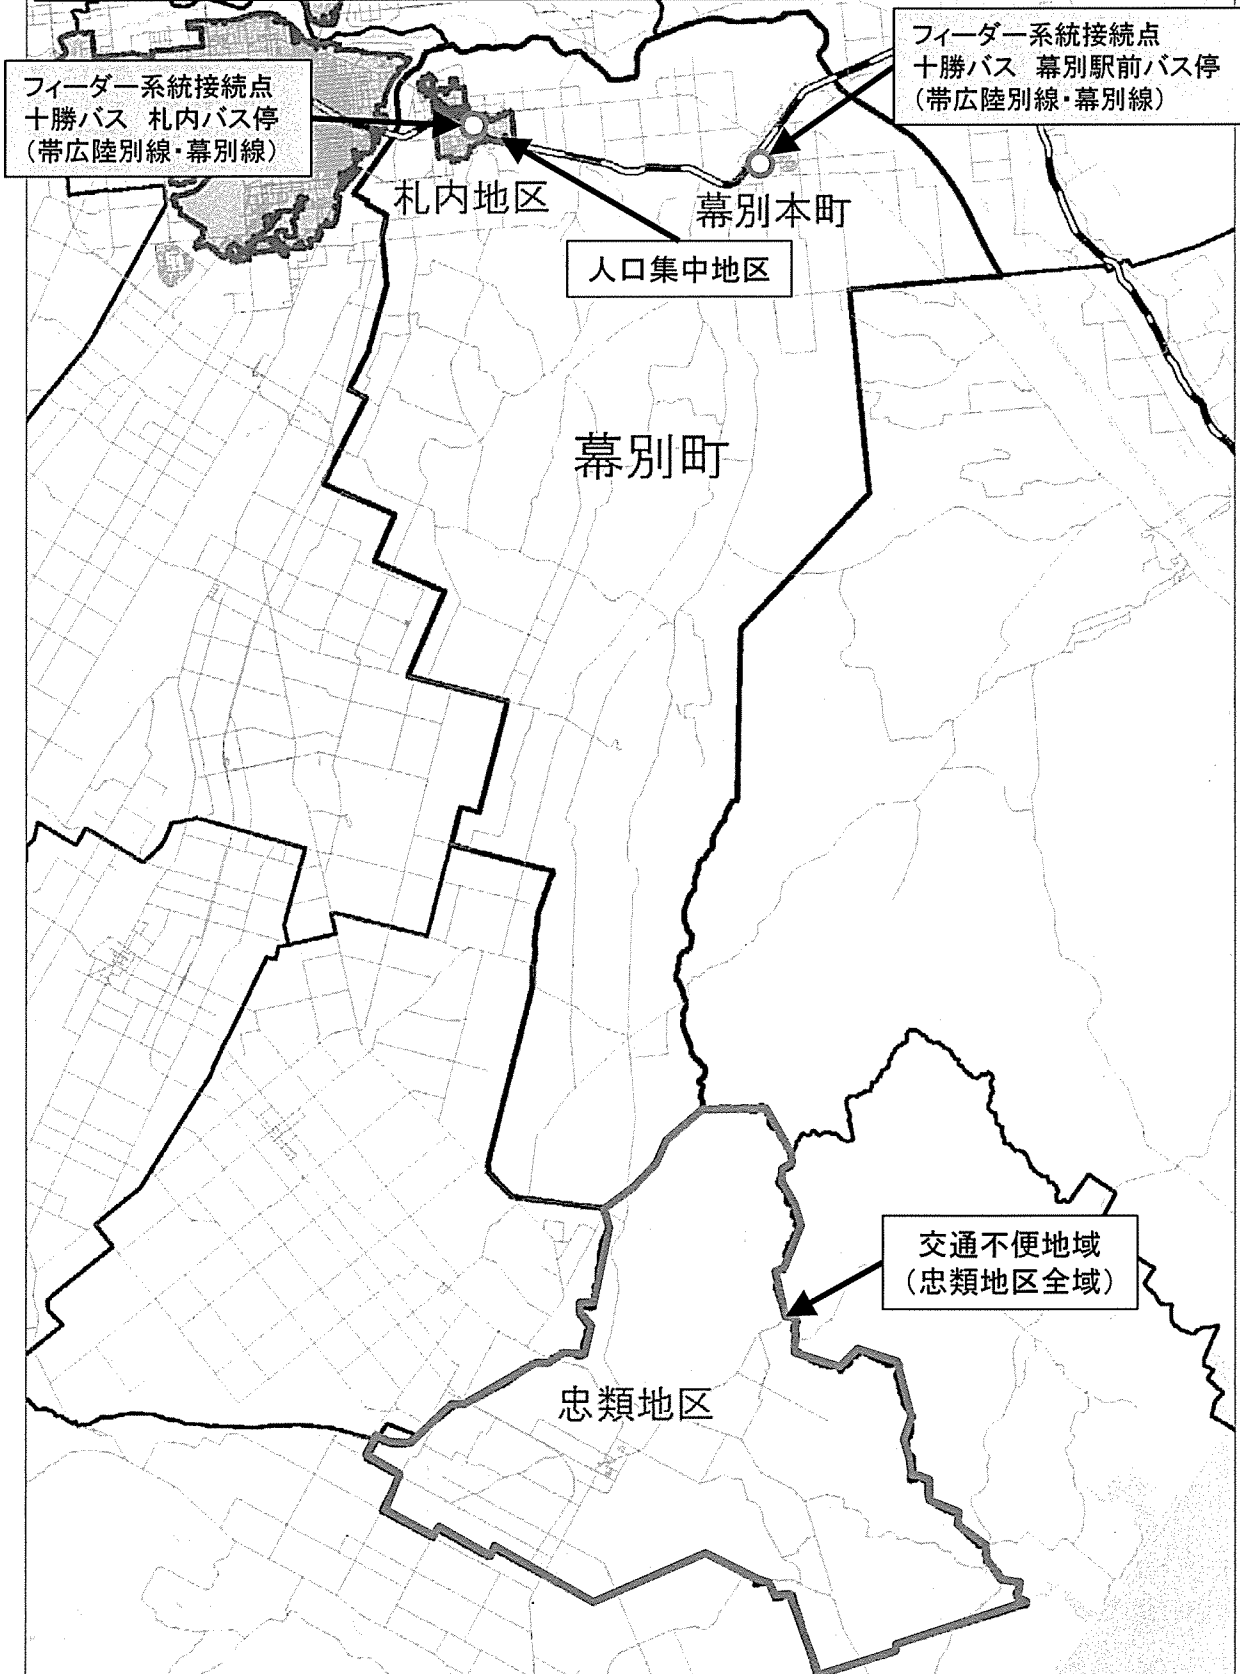 フィーダー系統接続点
十勝バス 札内バス停
(帯広陸別線・幕別線)
フィーダー系統接続点
十勝バス 幕別駅前バス停
(帯広陸別線・幕別線)
札内地区
幕別本町
人口集中地区
幕別町
交通不便地域
(忠類地区全域)
忠類地区